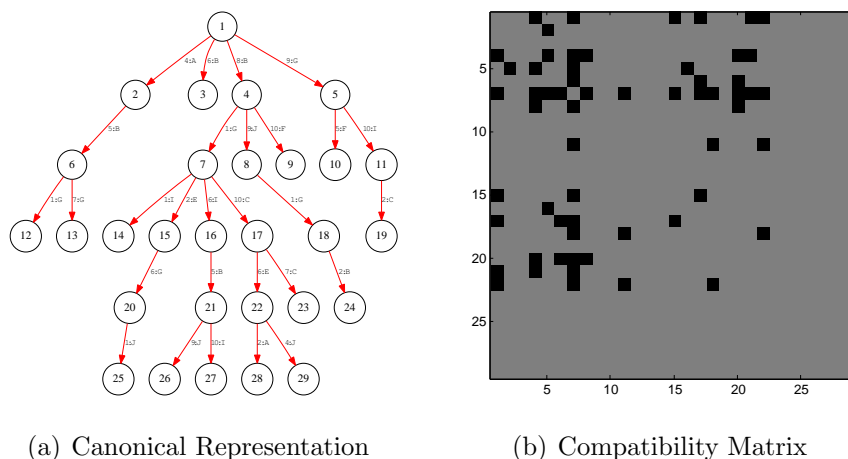 1
4:A 6:B 8:B 9:G
2 3 4 5
5:B 1:G 9:J 10:F 5:F 10:I
6 7 8 9 10 11
1:G 7:G 1:I 2:E 6:I 10:C 1:G 2:C
12 13 14 15 16 17 18 19
6:G 5:B 6:E 7:C 2:B
20 21 22 23 24
1:J 9:J 10:I 2:A 4:J
25 26 27 28 29
5
10
15
20
25
5 10 15 20 25
(a) Canonical Representation
(b) Compatibility Matrix